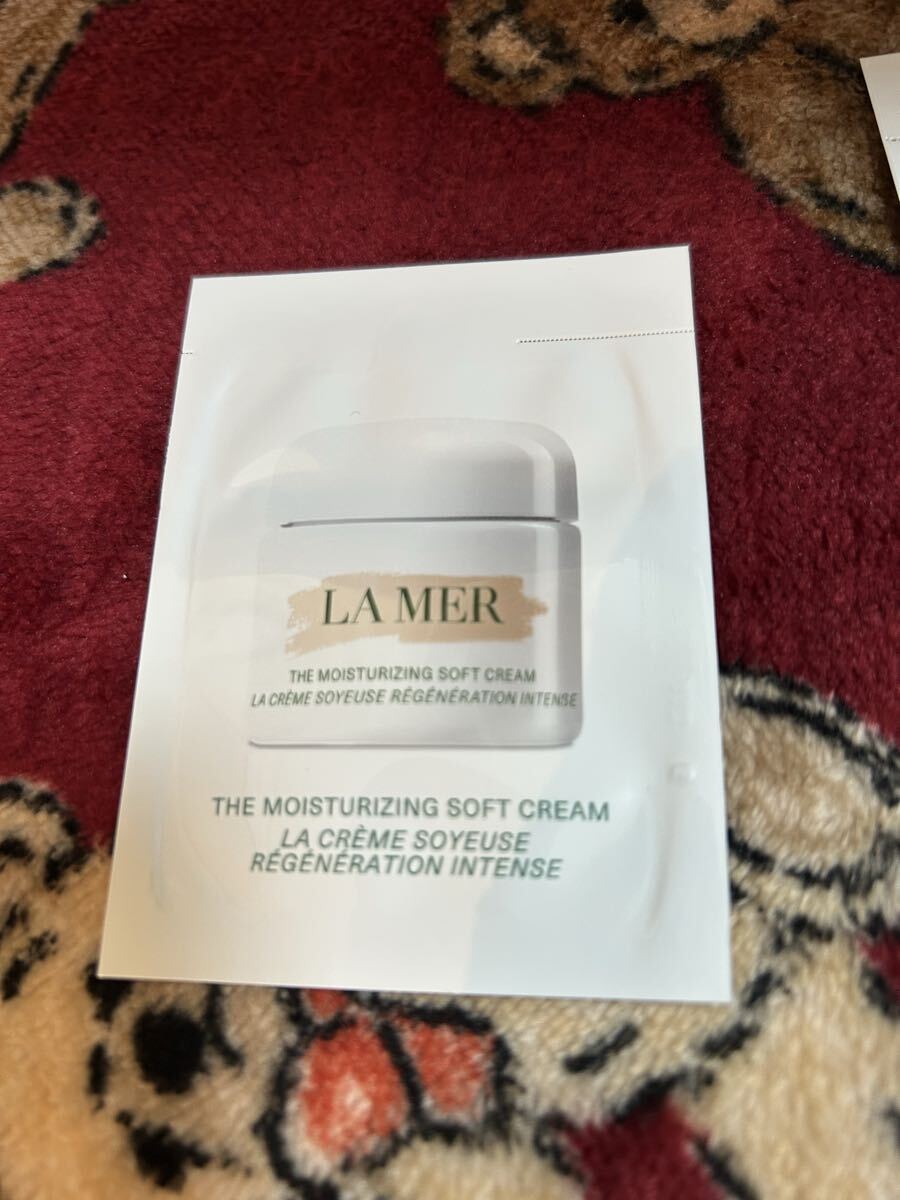 LA MER
THE MOISTURIZING SOFT CREAM
LA CRÈME SOYEUSE RÉGÉNÉRATION INTENSE
THE MOISTURIZING SOFT CREAM
LA CRÈME SOYEUSE
RÉGÉNÉRATION INTENSE